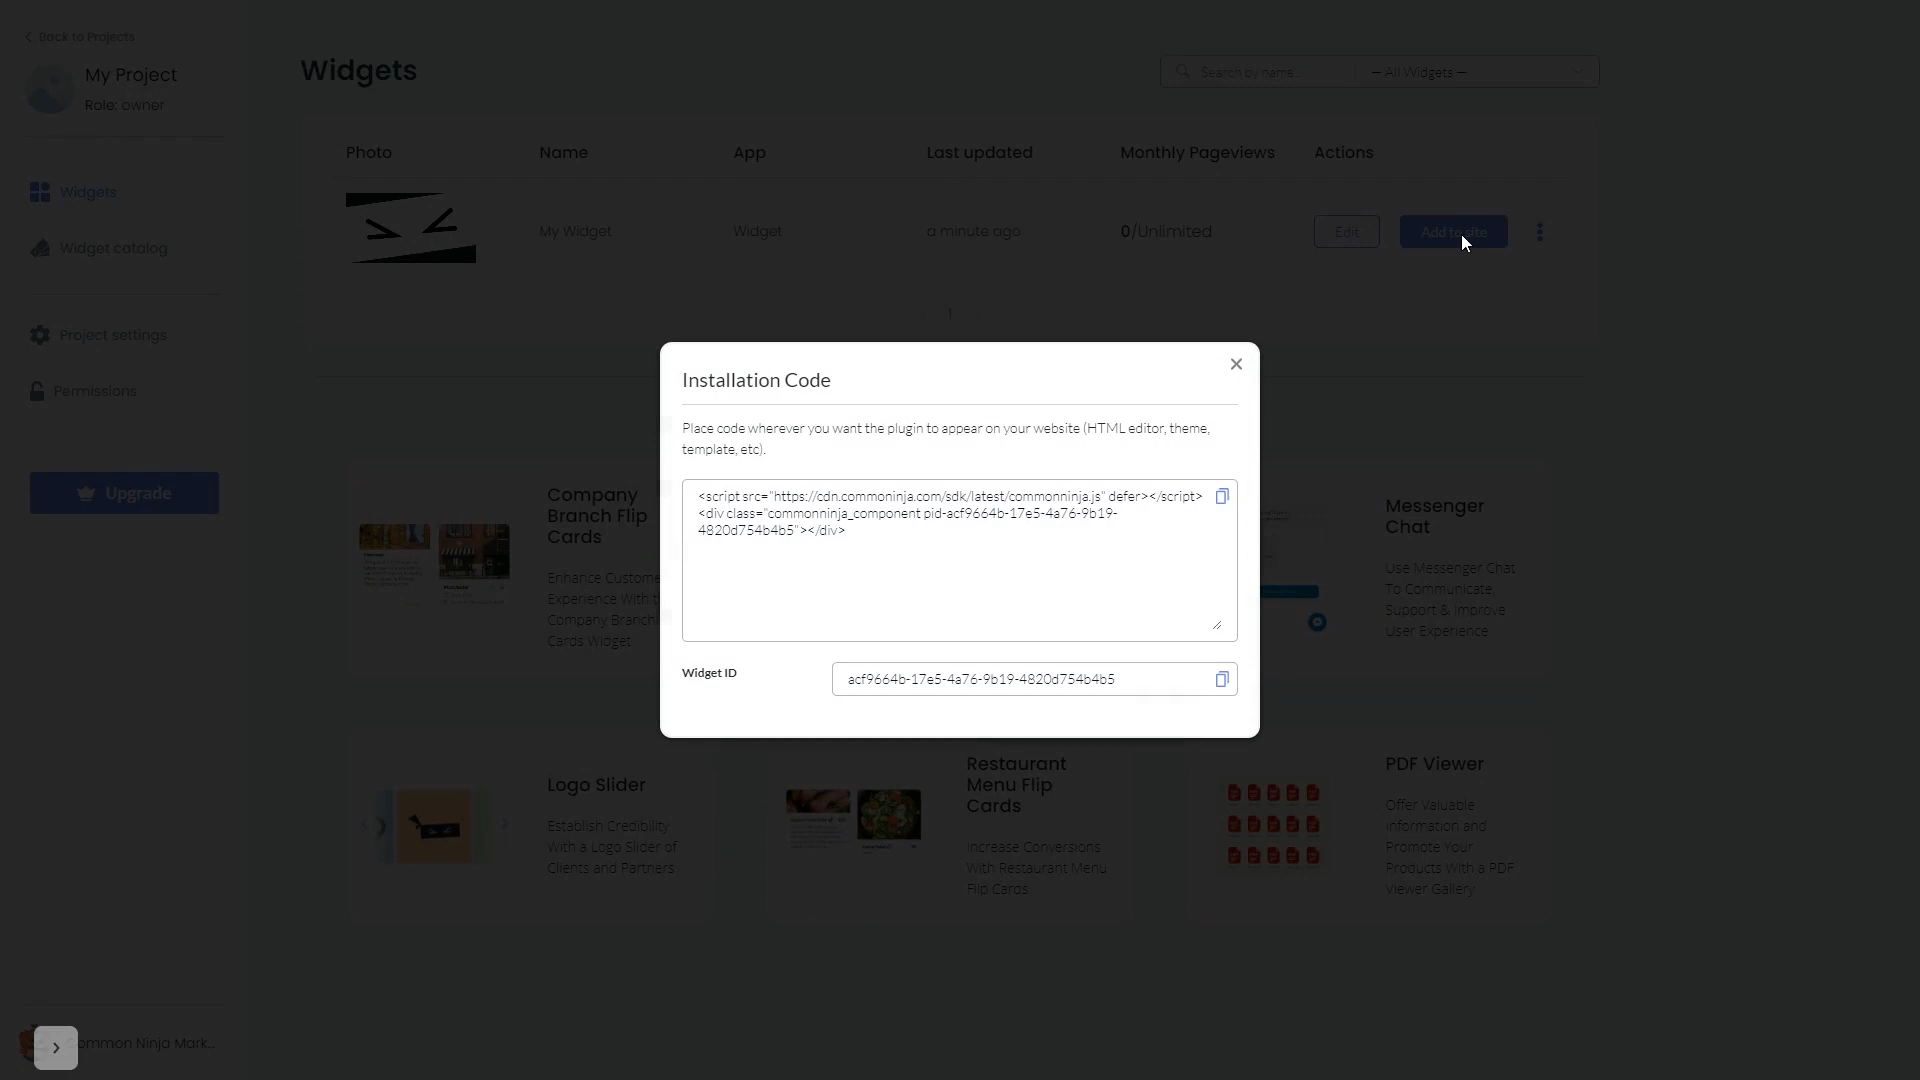 Back to Projects
My Project
Role: owner
Widgets
Widget catalog
Project settings
Permissions
Upgrade
Common Ninja Mark...
Widgets
Search by name...
— All Widgets —
Photo Name App Last updated Monthly Pageviews Actions
My Widget Widget a minute ago 0/Unlimited Edit Add to site
1
Installation Code
Place code wherever you want the plugin to appear on your website (HTML editor, theme,
template, etc).
<script src="https://cdn.commoninja.com/sdk/latest/commonninja.js" defer></script>
<div class="commonninja_component pid-acf9664b-17e5-4a76-9b19-
4820d754b4b5"></div>
Widget ID
acf9664b-17e5-4a76-9b19-4820d754b4b5
Company
Branch Flip
Cards
Enhance Custome
Experience With
Company Branch
Cards Widget
Messenger
Chat
Use Messenger Chat
To Communicate,
Support & Improve
User Experience
Logo Slider
Establish Credibility
With a Logo Slider of
Clients and Partners
Restaurant
Menu Flip
Cards
Increase Conversions
With Restaurant Menu
Flip Cards
PDF Viewer
Offer Valuable
Information and
Promote Your
Products With a PDF
Viewer Gallery